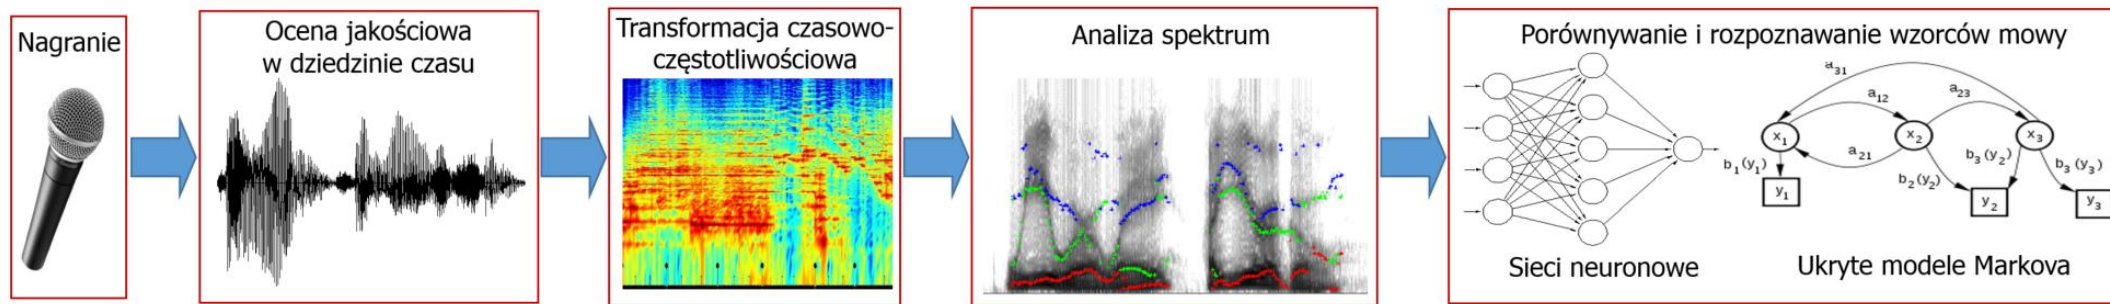 Nagranie
Ocena jakościowa
w dziedzinie czasu
Transformacja czasowo-
częstotliwościowa
Analiza spektrum
Porównywanie i rozpoznawanie wzorców mowy
a31
a12
a23
x1
x2
x3
a21
b1(y1)
b3(y2)
b3(y3)
b2(y2)
y1
y2
y3
Sieci neuronowe
Ukryte modele Markova